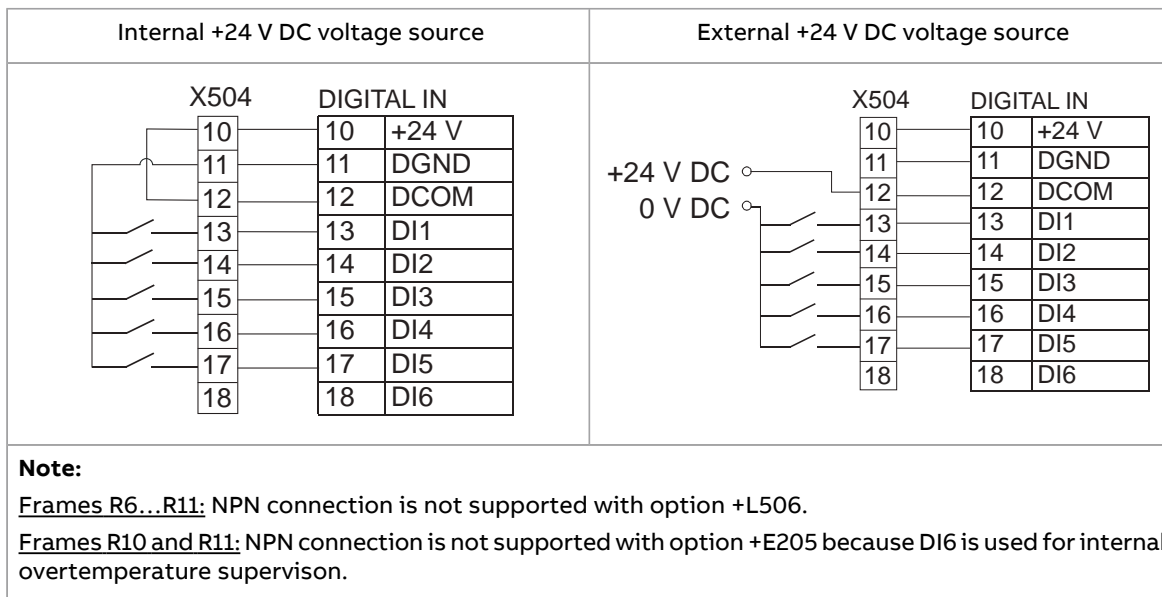 Internal +24 V DC voltage source
External +24 V DC voltage source
X504 DIGITAL IN
10 10 +24 V
11 11 DGND
12 12 DCOM
13 13 DI1
14 14 DI2
15 15 DI3
16 16 DI4
17 17 DI5
18 18 DI6
X504 DIGITAL IN
10 10 +24 V
+24 V DC 11 11 DGND
12 12 DCOM
0 V DC 13 13 DI1
14 14 DI2
15 15 DI3
16 16 DI4
17 17 DI5
18 18 DI6
Note:
Frames R6...R11: NPN connection is not supported with option +L506.
Frames R10 and R11: NPN connection is not supported with option +E205 because DI6 is used for internal
overtemperature supervison.